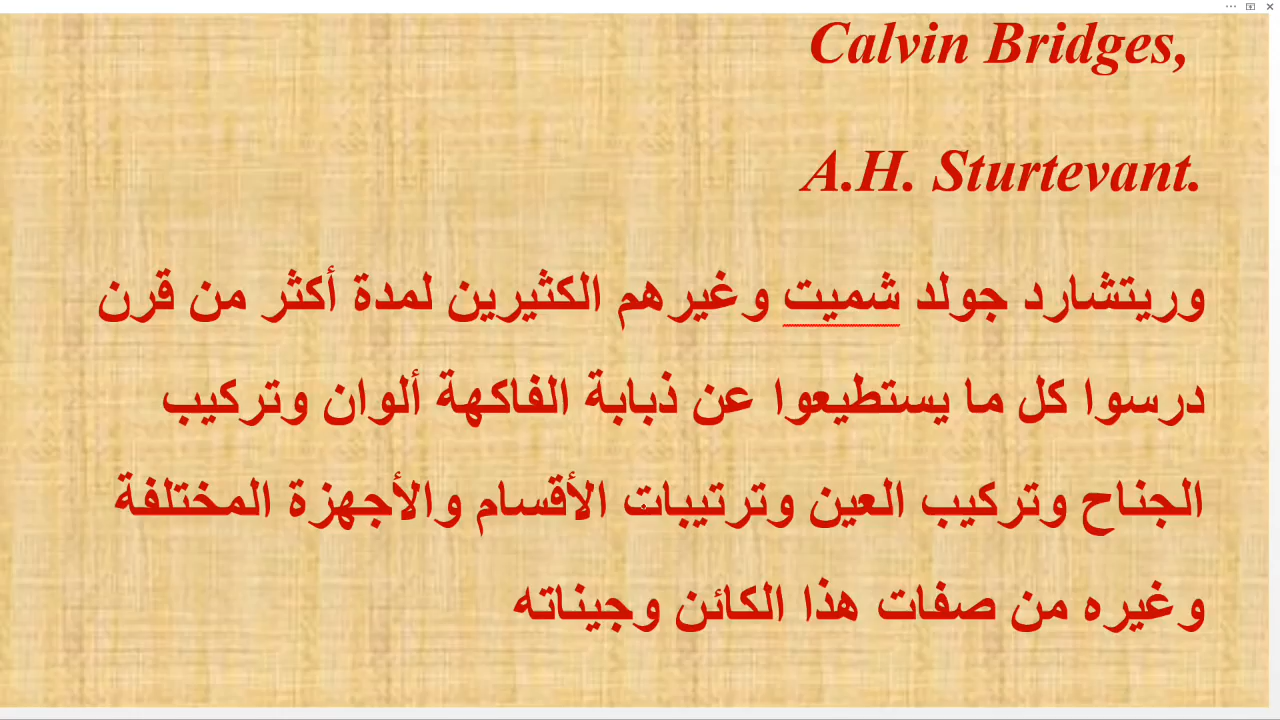 Calvin Bridges,
A.H. Sturtevant.
وريتشارد جولد شميت وغيرهم الكثيرين لمدة أكثر من قرن
درسوا كل ما يستطيعوا عن ذبابة الفاكهة ألوان وتركيب
الجناح وتركيب العين وترتيبات الأقسام والأجهزة المختلفة
وغيره من صفات هذا الكائن وجيناته